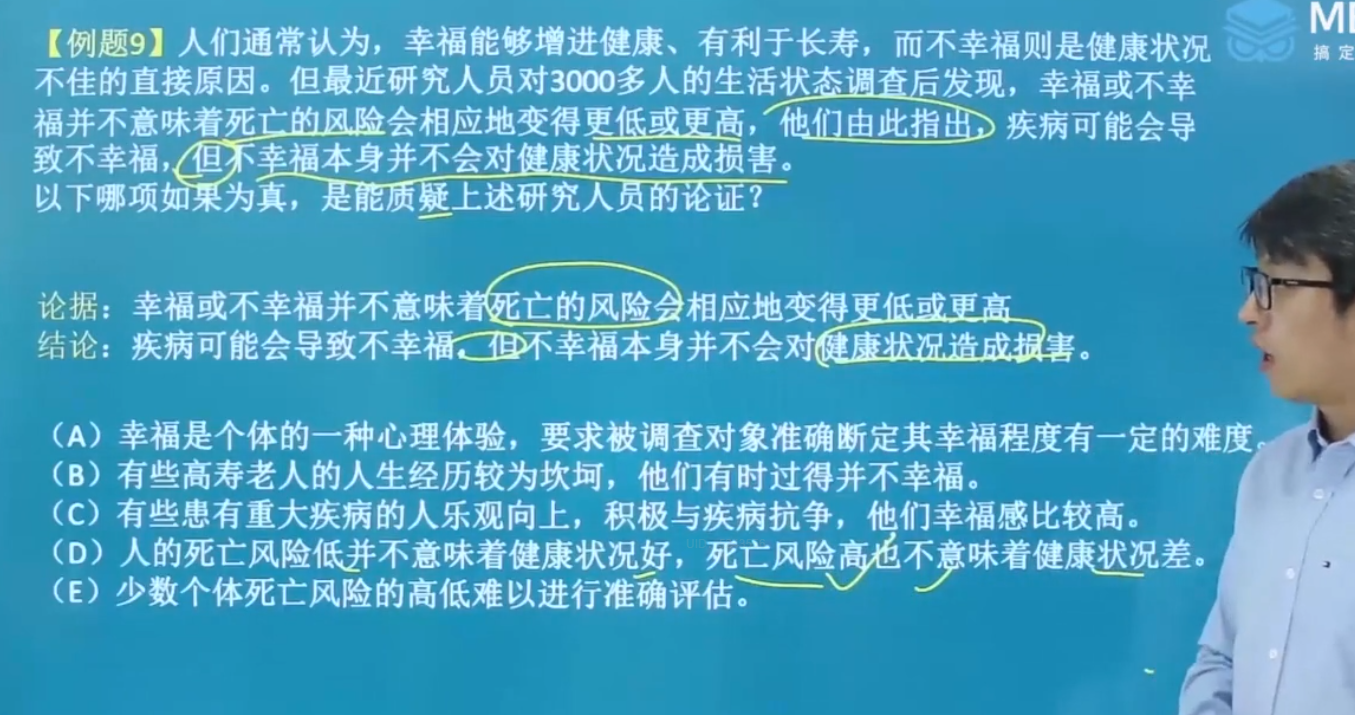 【例题9】人们通常认为，幸福能够增进健康、有利于长寿，而不幸福则是健康状况
不佳的直接原因。但最近研究人员对3000多人的生活状态调查后发现，幸福或不幸
福并不意味着死亡的风险会相应地变得更低或更高，他们由此指出，疾病可能会导
致不幸福，但不幸福本身并不会对健康状况造成损害。
以下哪项如果为真，是能质疑上述研究人员的论证？
论据：幸福或不幸福并不意味着死亡的风险会相应地变得更低或更高
结论：疾病可能会导致不幸福，但不幸福本身并不会对健康状况造成损害。
（A）幸福是个体的一种心理体验，要求被调查对象准确断定其幸福程度有一定的难度。
（B）有些高寿老人的人生经历较为坎坷，他们有时过得并不幸福。
（C）有些患有重大疾病的人乐观向上，积极与疾病抗争，他们幸福感比较高。
（D）人的死亡风险低并不意味着健康状况好，死亡风险高也不意味着健康状况差。
（E）少数个体死亡风险的高低难以进行准确评估。
搞定